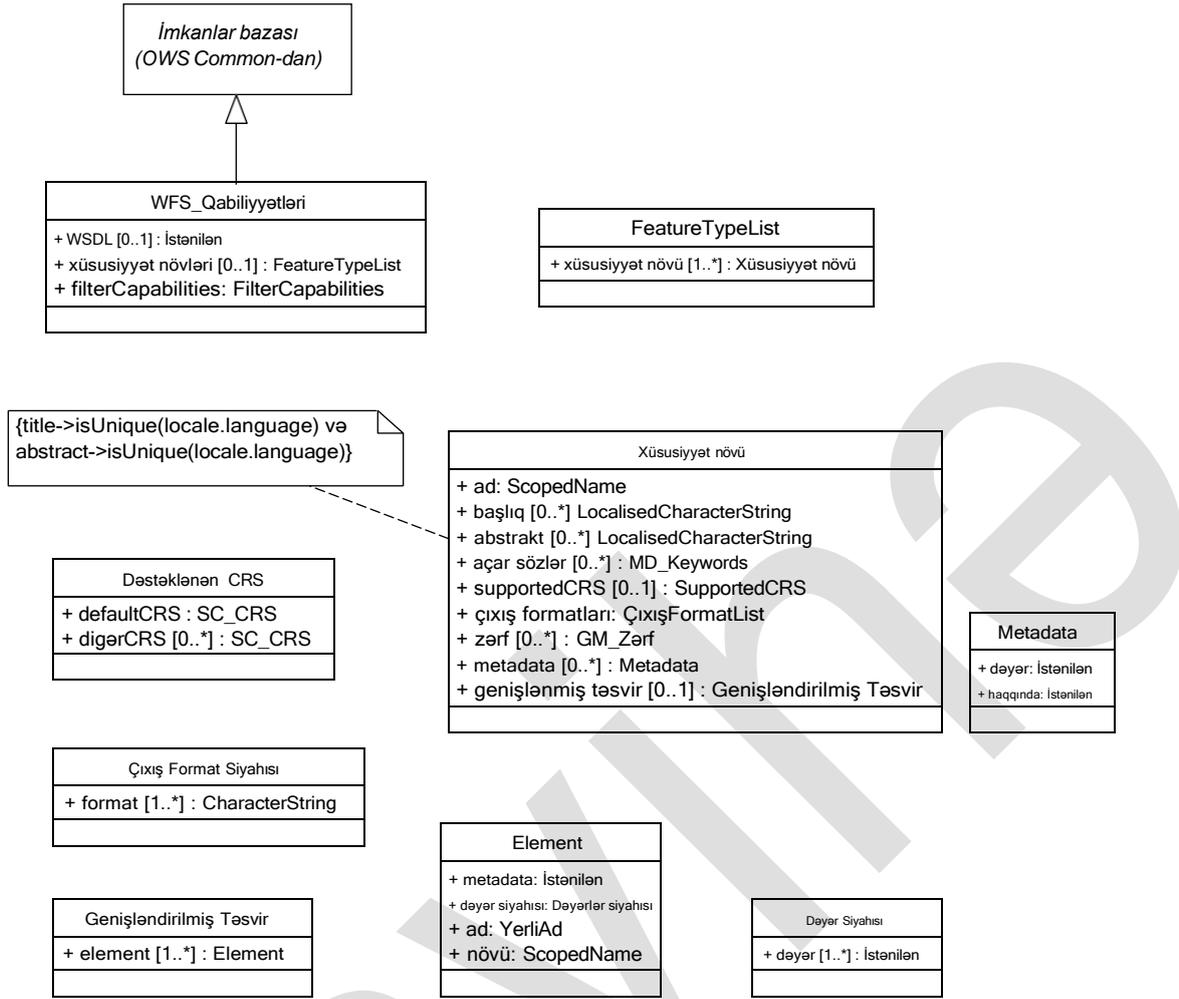 İmkanlar bazası
(OWS Common-dan)
WFS_Qabiliyyətləri
+ WSDL [0..1] : İstənilən
+ xüsusiyyət növləri [0..1] : FeatureTypeList
+ filterCapabilities: FilterCapabilities
FeatureTypeList
+ xüsusiyyət növü [1..*] : Xüsusiyyət növü
{title->isUnique(locale.language) və
abstract->isUnique(locale.language)}
Xüsusiyyət növü
+ ad: ScopedName
+ başlıq [0..*] LocalisedCharacterString
+ abstrakt [0..*] LocalisedCharacterString
+ açar sözlər [0..*] : MD_Keywords
+ supportedCRS [0..1] : SupportedCRS
+ çıxış formatları: ÇıxışFormatList
+ zərf [0..*] : GM_Zərf
+ metadata [0..*] : Metadata
+ genişlənmiş təsvir [0..1] : Genişləndirilmiş Təsvir
Dəstəklənən CRS
+ defaultCRS : SC_CRS
+ digərCRS [0..*] : SC_CRS
Metadata
+ dəyər: İstənilən
+ haqqında: İstənilən
Çıxış Format Siyahısı
+ format [1..*] : CharacterString
Element
+ metadata: İstənilən
+ dəyər siyahısı: Dəyərlər siyahısı
+ ad: YerliAd
+ növü: ScopedName
Genişləndirilmiş Təsvir
+ element [1..*] : Element
Dəyər Siyahısı
+ dəyər [1..*] : İstənilən